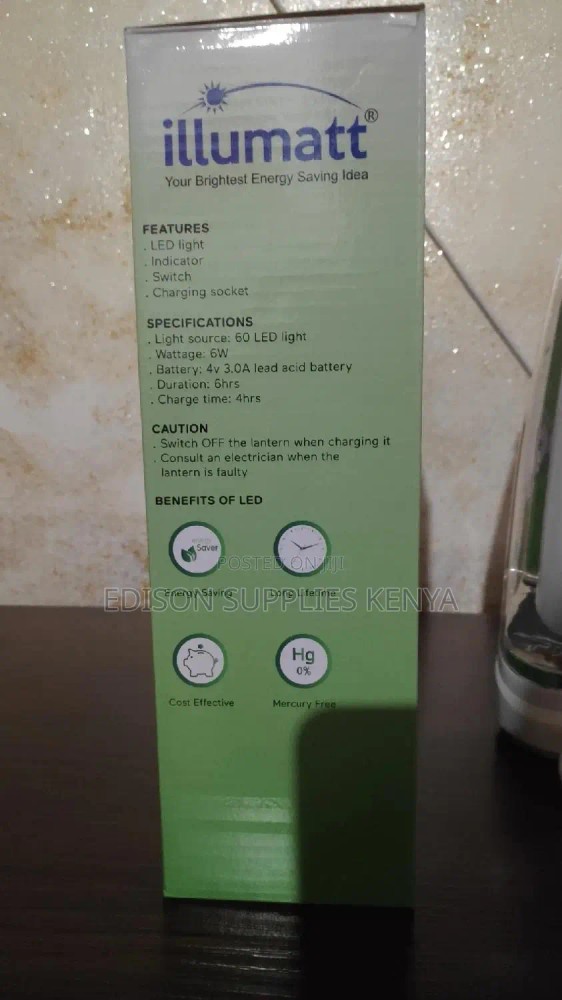 illumatt®
Your Brightest Energy Saving Idea
FEATURES
. LED light
. Indicator
. Switch
. Charging socket
SPECIFICATIONS
. Light source: 60 LED light
. Wattage: 6W
. Battery: 4v 3.0A lead acid battery
. Duration: 6hrs
. Charge time: 4hrs
CAUTION
. Switch OFF the lantern when charging it
. Consult an electrician when the
lantern is faulty
BENEFITS OF LED
Saver
POSTED ON JIJI
EDISON SUPPLIES KENYA
Energy Saving
Long Lifetime
Hg
0%
Cost Effective
Mercury Free